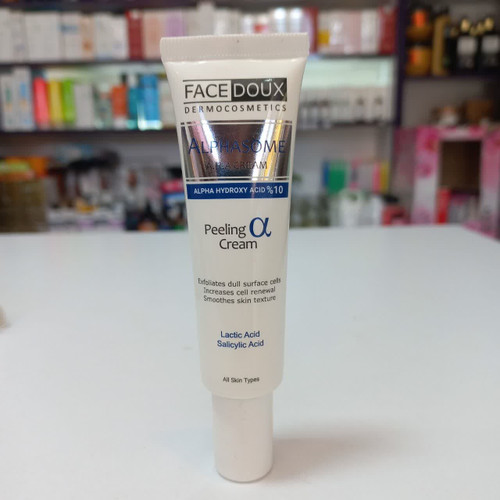 FACEDOUX
DERMOCOSMETICS
ALPHASOME
CREAM
ALPHA HYDROXY ACID %10
Peeling α
Cream
Exfoliates dull surface cells
Increases cell renewal
Smoothes skin texture
Lactic Acid
Salicylic Acid
All Skin Types